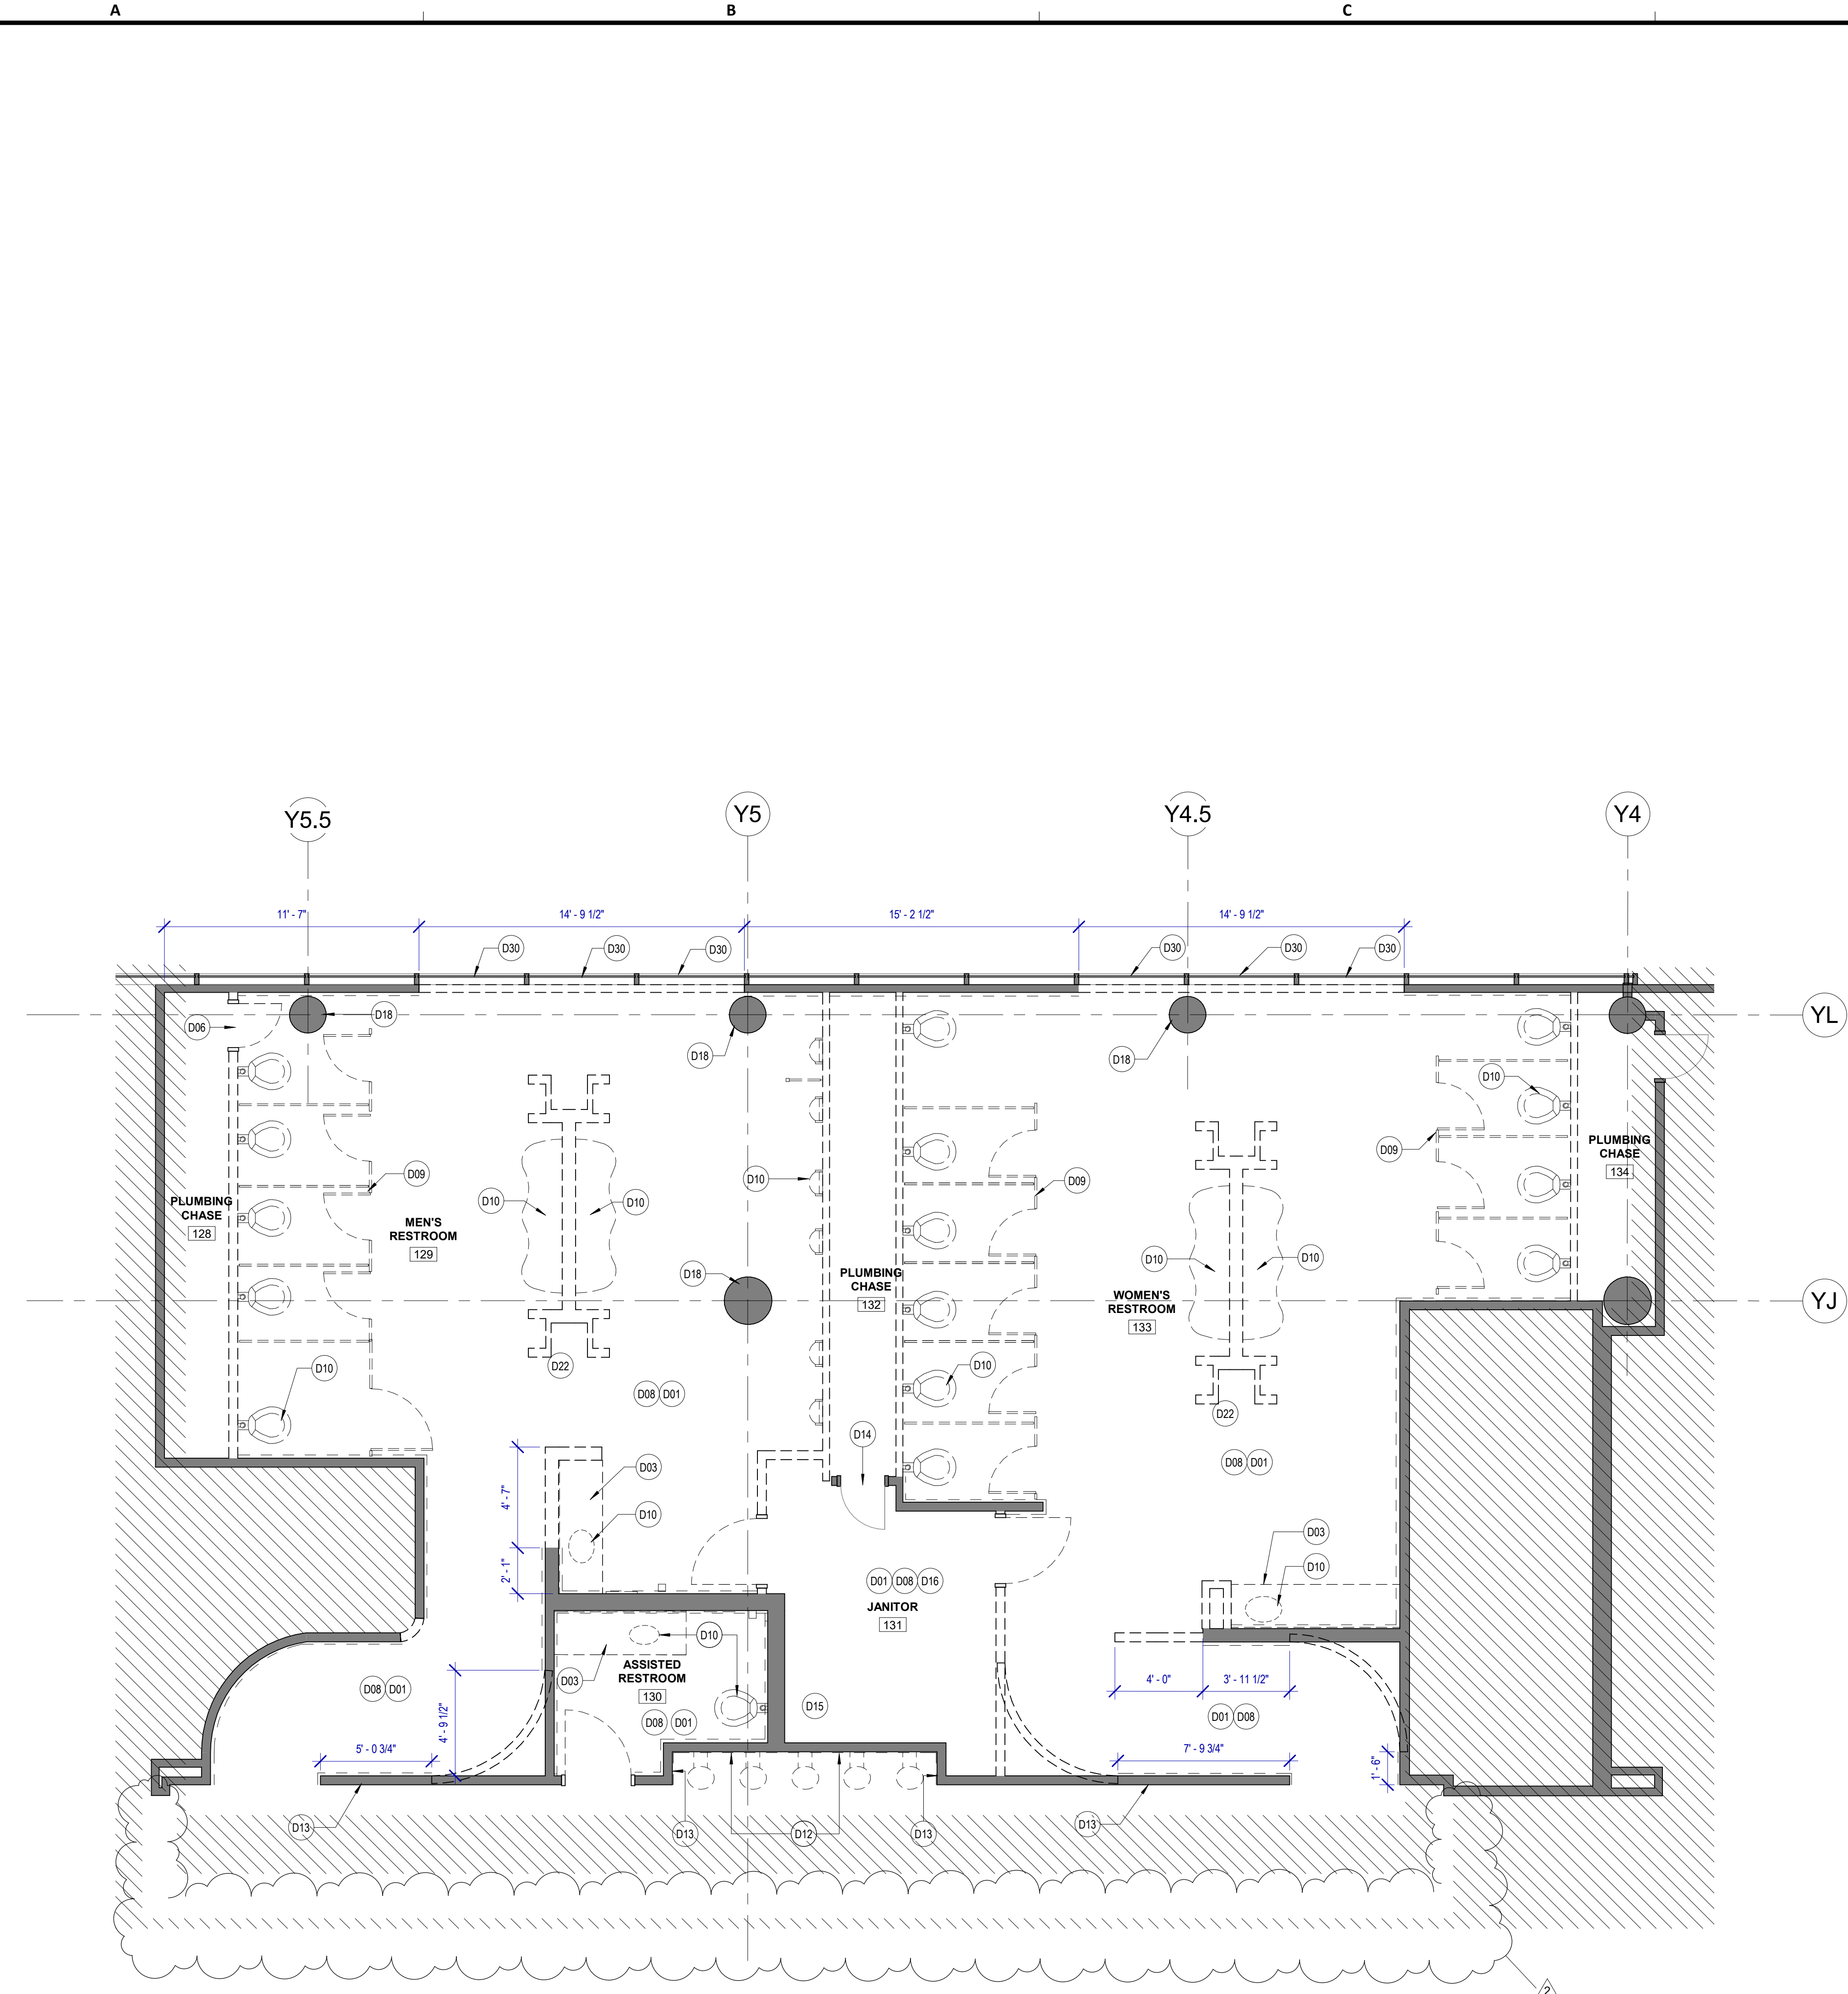 A B C
Y5.5 Y5 Y4.5 Y4
11' - 7" 14' - 9 1/2" 15' - 2 1/2" 14' - 9 1/2"
D30 D30 D30 D30 D30 D30
D06 D18 YL
D18 D18
D10
D09 D10 D09
PLUMBING
CHASE
134
D10 D10 D09
PLUMBING
CHASE
128
MEN'S
RESTROOM
129
D10 D10
D18
PLUMBING
CHASE
132
WOMEN'S
RESTROOM
133
YJ
D10 D22 D10
D08 D01
D22
D14
D08 D01
4' - 7"
D03
D10
D03
2' - 1"
D10
D01 D08 D16
JANITOR
131
D10
ASSISTED
RESTROOM
130
D03
D08 D01
4' - 9 1/2"
D08 D01
D15
4' - 0" 3' - 11 1/2"
D01 D08
5' - 0 3/4" 7' - 9 3/4"
1' - 6"
D13 D13 D12 D13 D13
2